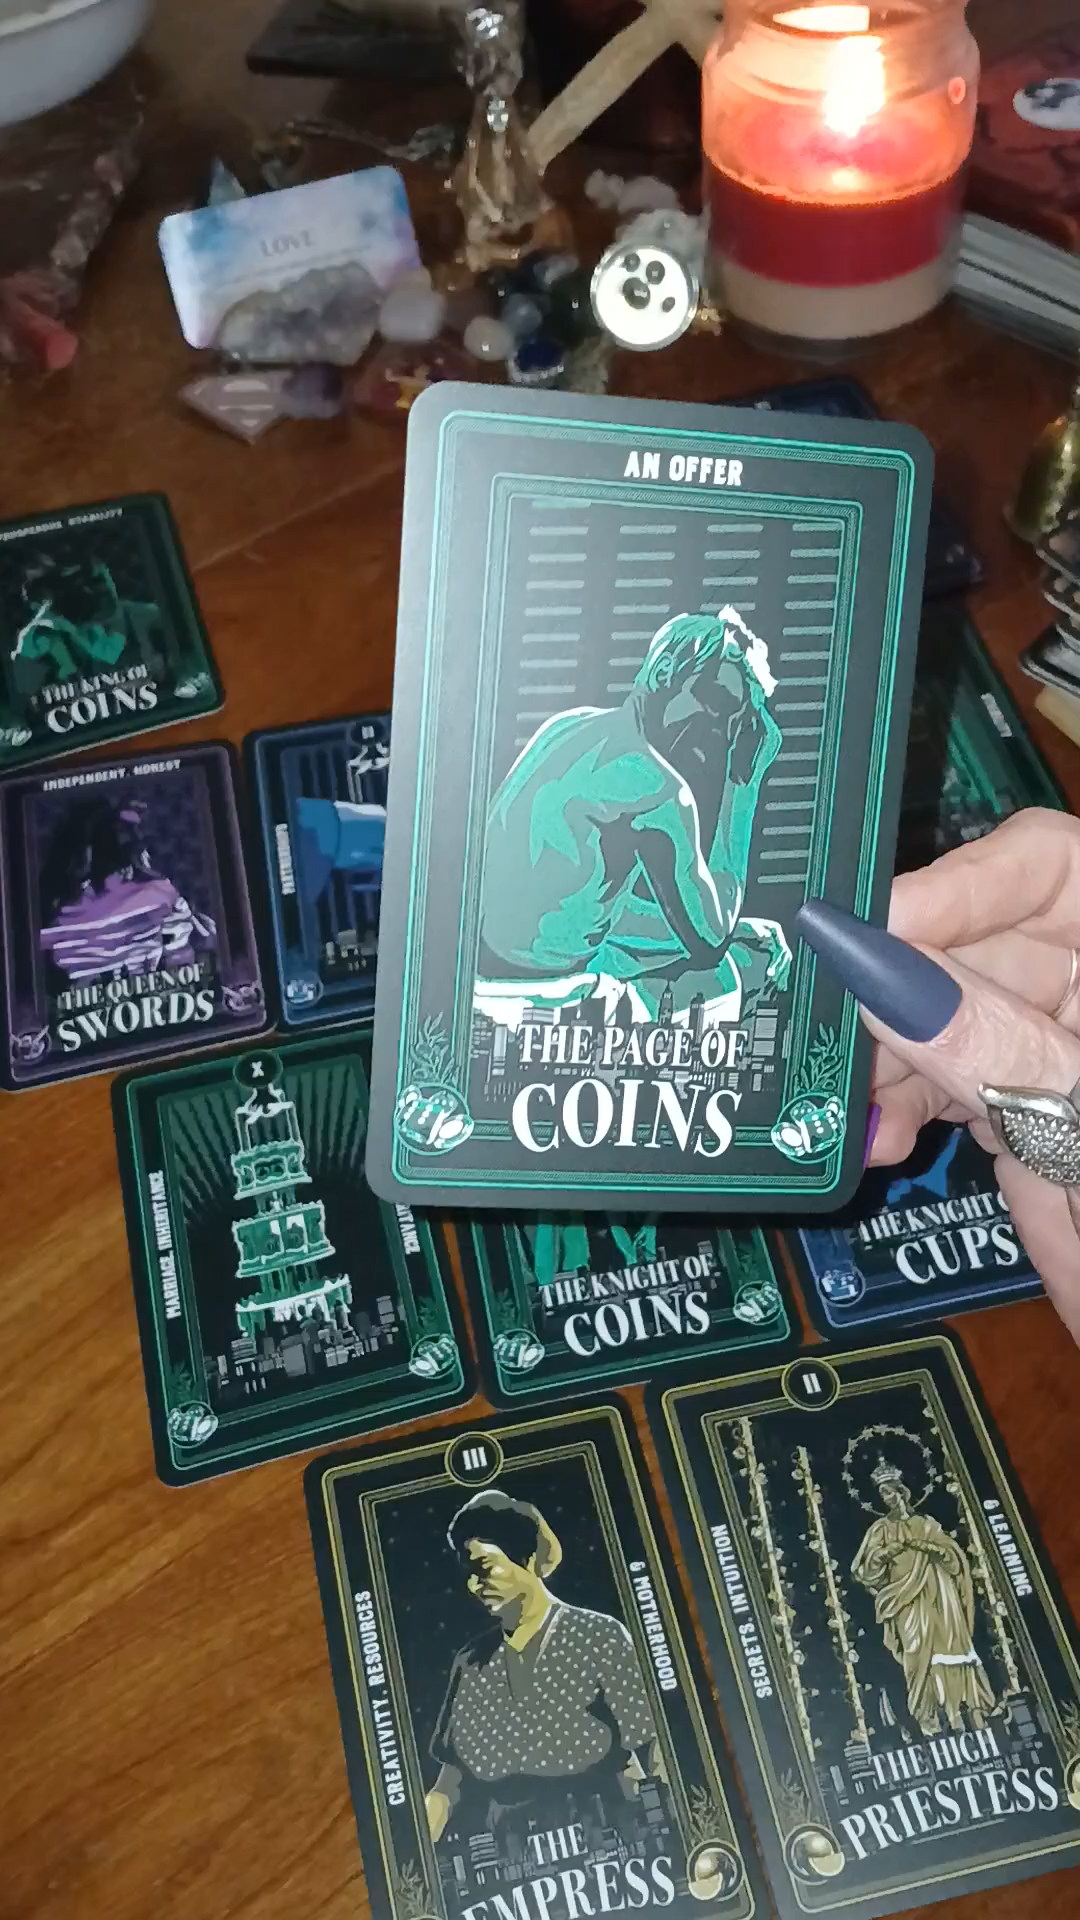 LOVE
AN OFFER
THE PAGE OF
COINS
THE KING OF
COINS
INDEPENDENT, HONEST
THE QUEEN OF
SWORDS
II
X
MARRIAGE, INHERITANCE
THE KNIGHT OF
COINS
THE KNIGHT
CUPS
III
CREATIVITY, RESOURCES
& MOTHERHOOD
THE
EMPRESS
II
SECRETS, INTUITION
& LEARNING
THE HIGH
PRIESTESS